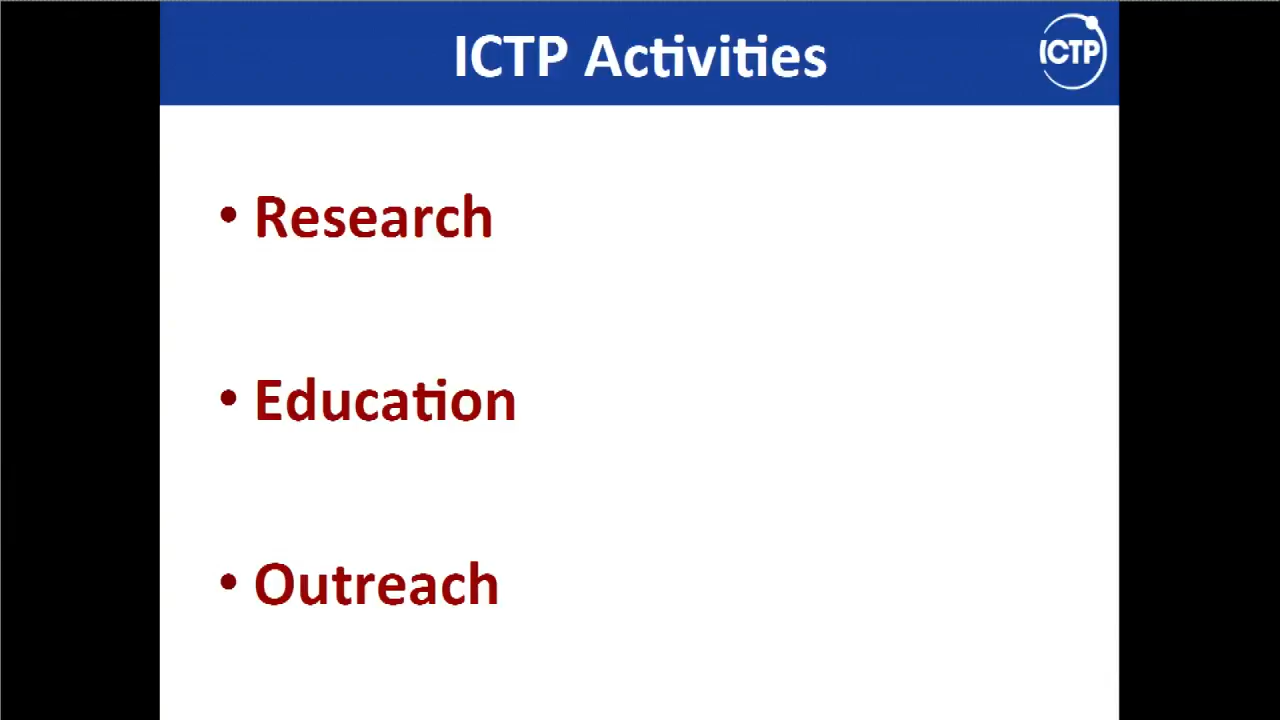 ICTP Activities
ICTP
• Research
• Education
• Outreach